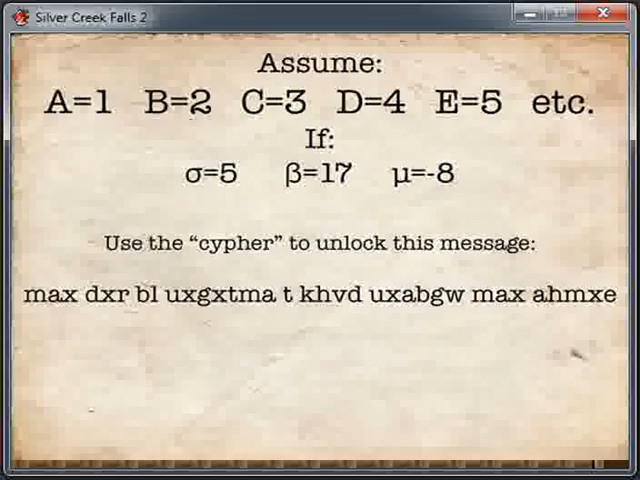 Silver Creek Falls 2
Assume:
A=1 B=2 C=3 D=4 E=5 etc.
If:
σ=5 β=17 μ=-8
Use the “cypher” to unlock this message:
max dxr bl uxgxtma t khvd uxabgw max ahmxe